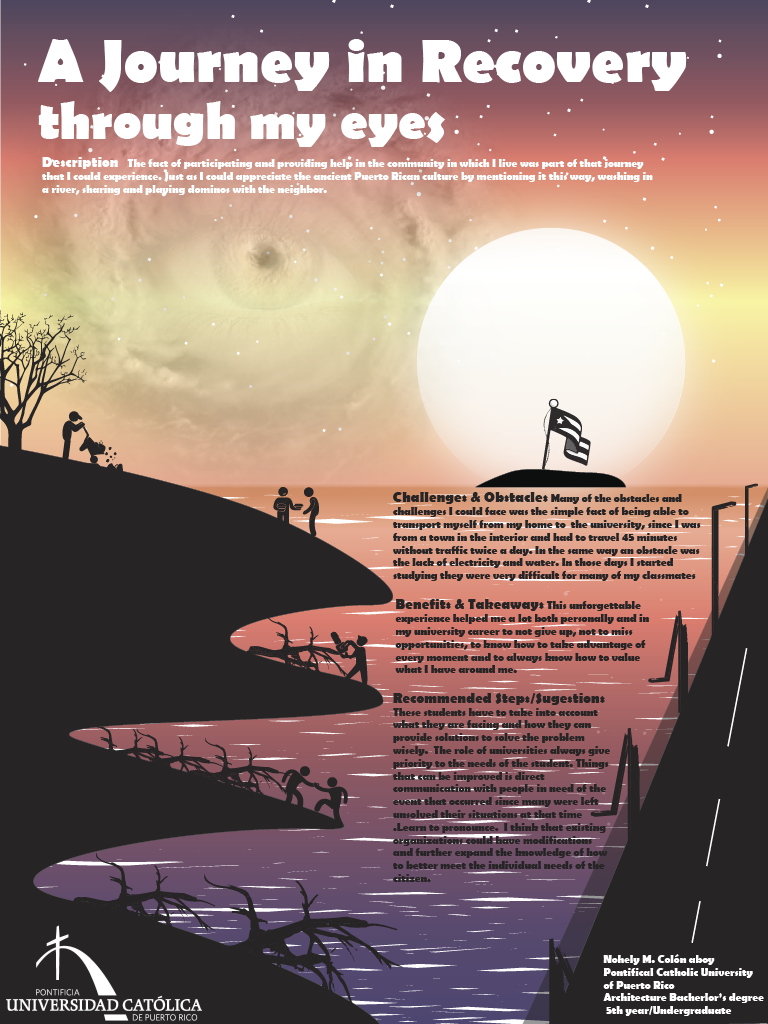 A Journey in Recovery
through my eyes
Description The fact of participating and providing help in the community in which I live was part of that journey
that I could experience. Just as I could appreciate the ancient Puerto Rican culture by mentioning it this way, washing in
a river, sharing and playing dominos with the neighbor.
Challenges & Obstacles Many of the obstacles and
challenges I could face was the simple fact of being able to
transport myself from my home to the university, since I was
from a town in the interior and had to travel 45 minutes
without traffic twice a day. In the same way an obstacle was
the lack of electricity and water. In those days I started
studying they were very difficult for many of my classmates
Benefits & Takeaways This unforgettable
experience helped me a lot both personally and in
my university career to not give up, not to miss
opportunities, to know how to take advantage of
every moment and to always know how to value
what I have around me.
Recommended Steps/Sugestions
These students have to take into account
what they are facing and how they can
provide solutions to solve the problem
wisely. The role of universities always give
priority to the needs of the student. Things
that can be improved is direct
communication with people in need of the
event that occurred since many were left
unsolved their situations at that time
.Learn to pronounce. I think that existing
organizations could have modifications
and further expand the knowledge of how
to better meet the individual needs of the
citizen.
PONTIFICIA
UNIVERSIDAD CATÓLICA
DE PUERTO RICO
Nohely M. Colón aboy
Pontifical Catholic University
of Puerto Rico
Architecture Bacherlor's degree
5th year/Undergraduate